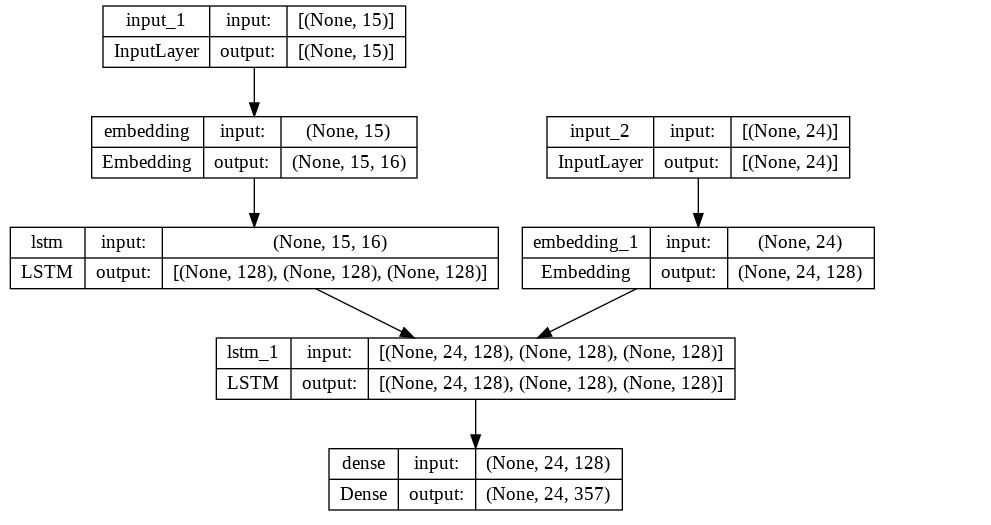 input_1 input: [(None, 15)]
InputLayer output: [(None, 15)]
embedding input: (None, 15)
Embedding output: (None, 15, 16)
input_2 input: [(None, 24)]
InputLayer output: [(None, 24)]
lstm input: (None, 15, 16)
LSTM output: [(None, 128), (None, 128), (None, 128)]
embedding_1 input: (None, 24)
Embedding output: (None, 24, 128)
lstm_1 input: [(None, 24, 128), (None, 128), (None, 128)]
LSTM output: [(None, 24, 128), (None, 128), (None, 128)]
dense input: (None, 24, 128)
Dense output: (None, 24, 357)